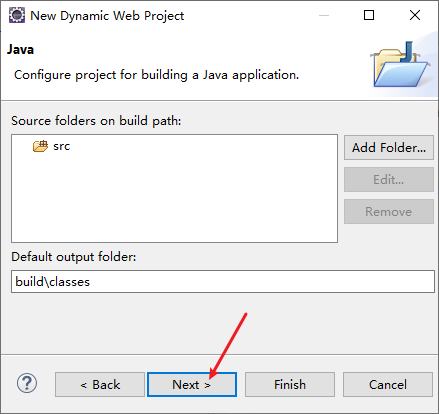 New Dynamic Web Project
Java
Configure project for building a Java application.
Source folders on build path:
src
Add Folder...
Edit...
Remove
Default output folder:
build\classes
?
< Back
Next >
Finish
Cancel